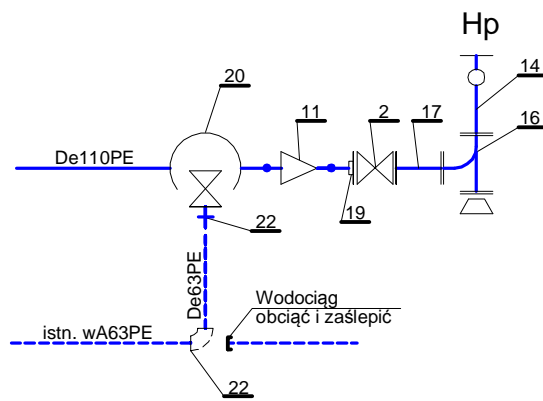 Hp
20
11
2
17
14
16
De110PE
19
22
De63PE
Wodociąg
obciąć i zaślepić
istn. wA63PE
22